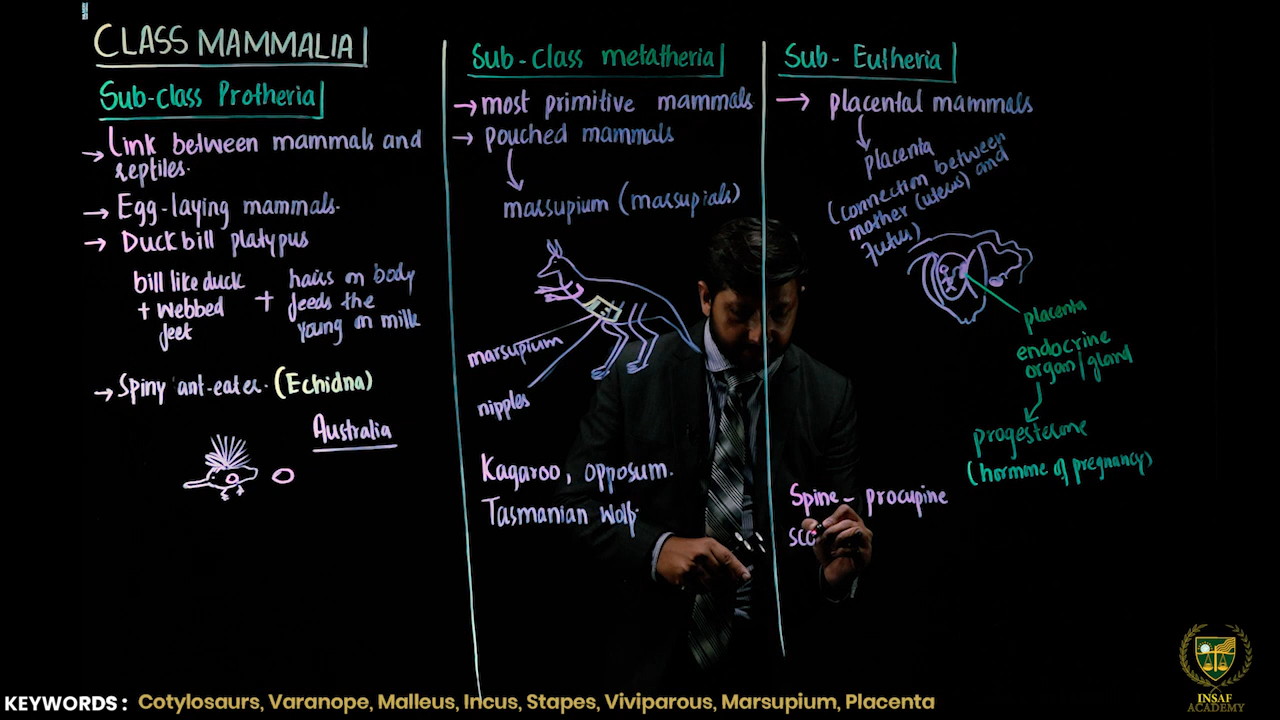 CLASS MAMMALIA
Sub-class Protheria
→ Link between mammals and
reptiles.
→ Egg-laying mammals.
→ Duckbill platypus
bill like duck
+ webbed
feet
+
hairs on body
feeds the
young on milk
→ Spiny ant-eater. (Echidna)
Australia
Sub-class metatheria
→ most primitive mammals
→ pouched mammals
marsupium (marsupials)
marsupium
nipples
Kagaroo, opposum.
Tasmanian Wolf.
Sub- Eutheria
→ placental mammals
placenta
(connection between
mother (uterus) and
Futus)
placenta
endocrine
organ/gland
progesterone
(hormone of pregnancy)
Spine - procupine
sca
KEYWORDS : Cotylosaurs, Varanope, Malleus, Incus, Stapes, Viviparous, Marsupium, Placenta
INSAF
ACADEMY